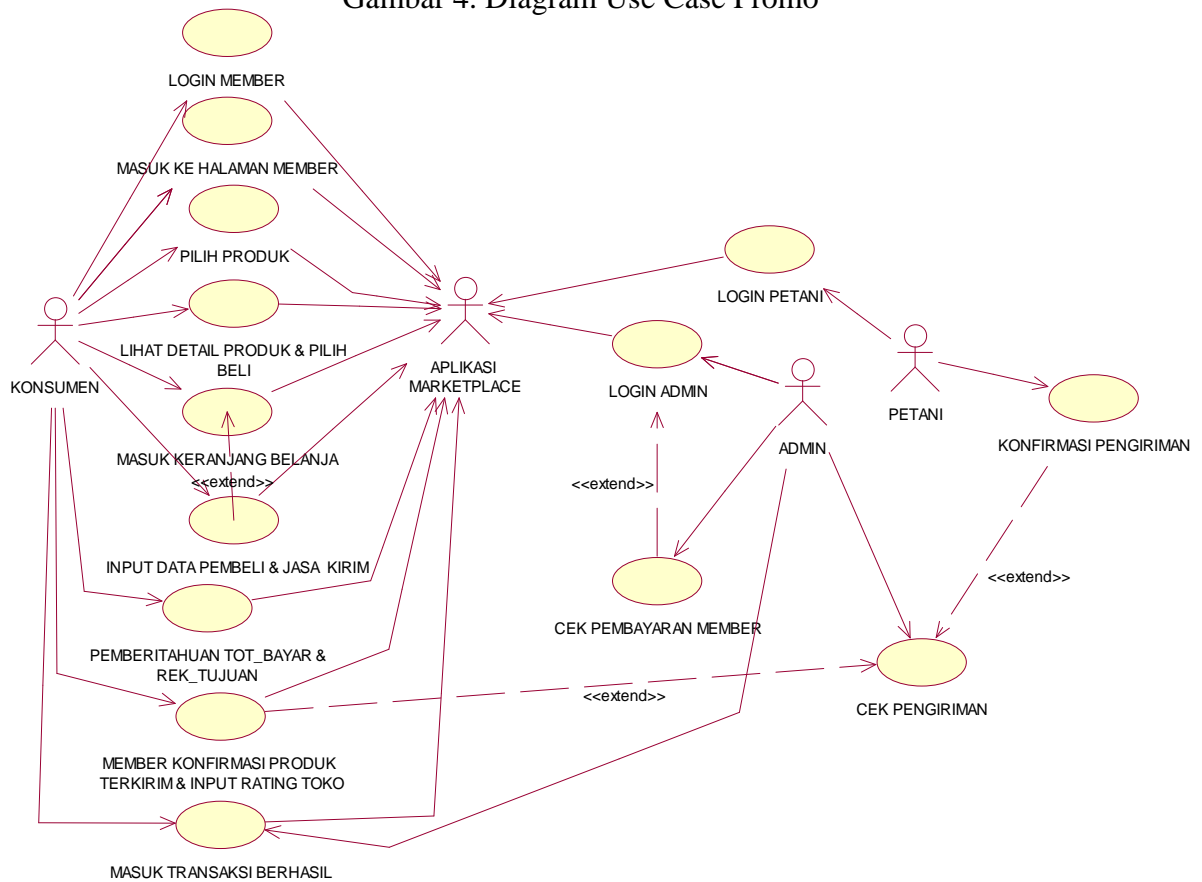 Gambar 4. Diagram Use Case Promo
LOGIN MEMBER
MASUK KE HALAMAN MEMBER
PILIH PRODUK
LIHAT DETAIL PRODUK & PILIH
BELI
KONSUMEN
APLIKASI
MARKETPLACE
LOGIN PETANI
LOGIN ADMIN
PETANI
KONFIRMASI PENGIRIMAN
ADMIN
MASUK KERANJANG BELANJA
<<extend>>
<<extend>>
INPUT DATA PEMBELI & JASA KIRIM
<<extend>>
CEK PEMBAYARAN MEMBER
PEMBERITAHUAN TOT_BAYAR &
REK_TUJUAN
<<extend>>
CEK PENGIRIMAN
MEMBER KONFIRMASI PRODUK
TERKIRIM & INPUT RATING TOKO
MASUK TRANSAKSI BERHASIL